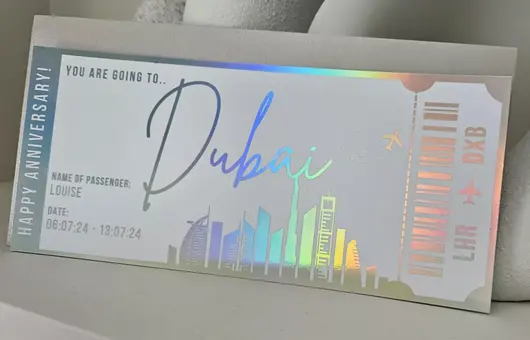 HAPPY ANNIVERSARY!
YOU ARE GOING TO..
Dubai
NAME OF PASSENGER;
LOUISE
DATE:
06:07:24 - 13:07:24
LHR DXB